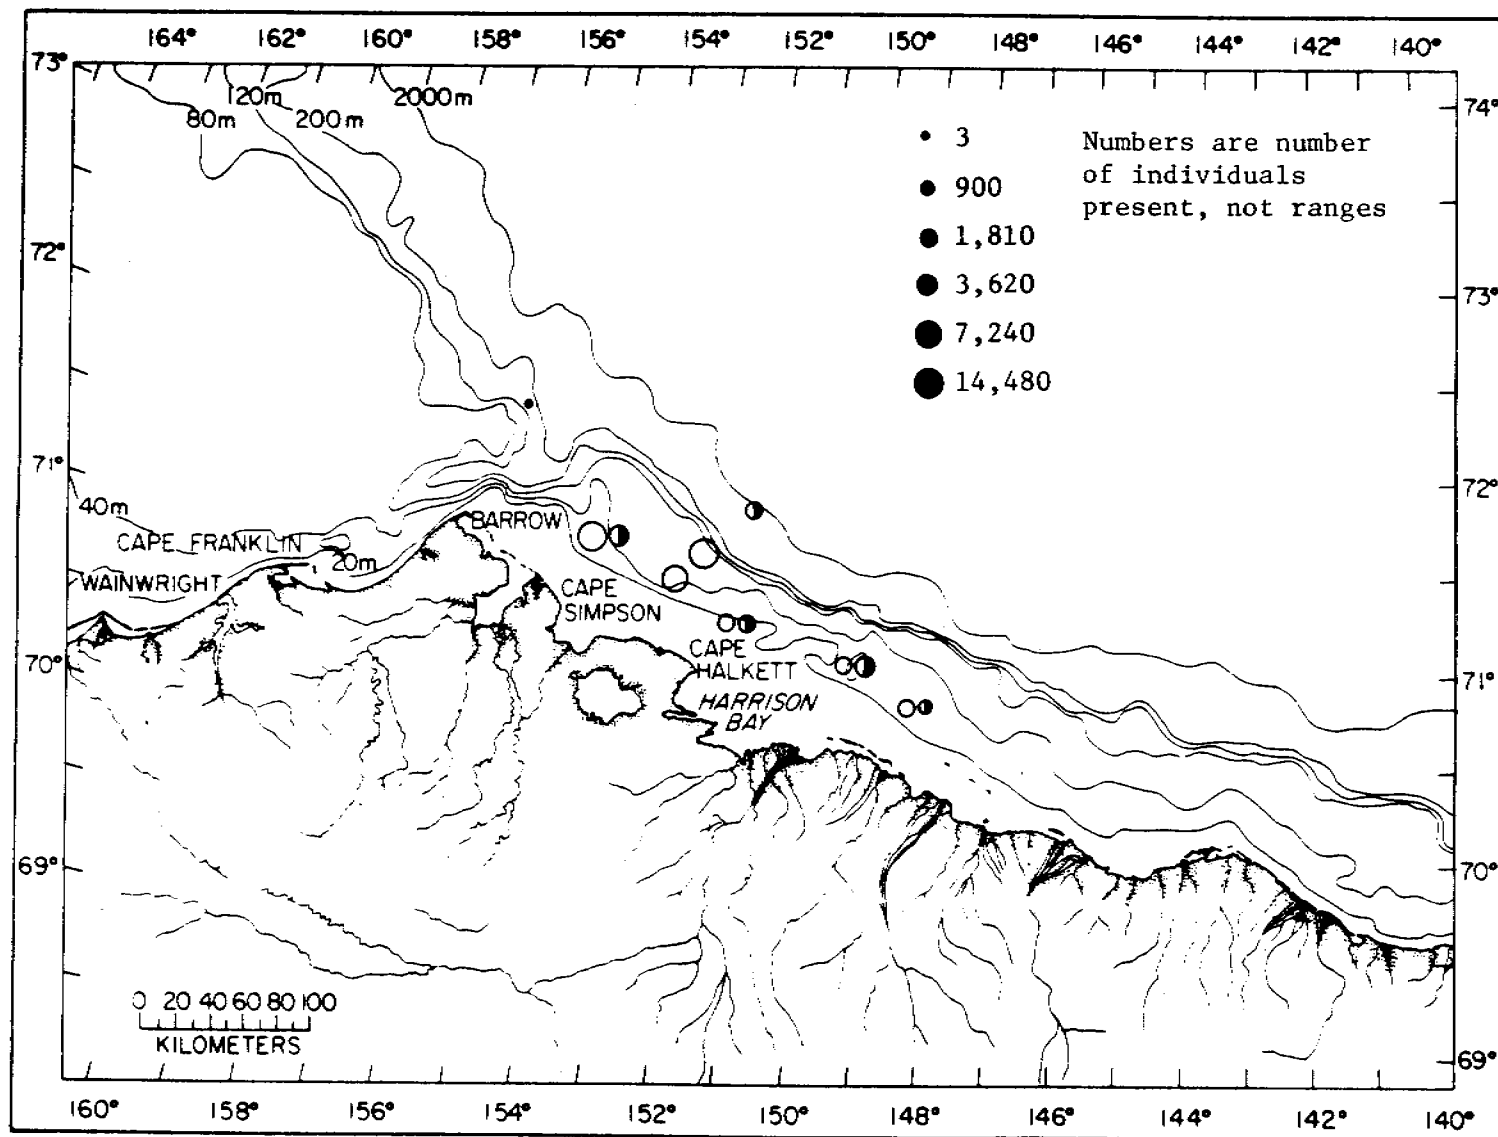 164° 162° 160° 158° 156° 154° 152° 150° 148° 146° 144° 142° 140°
73°
120m
2000m
80m
200m
74°
3
900
1,810
3,620
7,240
14,480
Numbers are number
of individuals
present, not ranges
72°
73°
71°
72°
40m
BARROW
CAPE FRANKLIN
20m
WAINWRIGHT
CAPE
SIMPSON
CAPE
HALKETT
HARRISON
BAY
70°
71°
69°
70°
0 20 40 60 80 100
KILOMETERS
69°
160° 158° 156° 154° 152° 150° 148° 146° 144° 142° 140°